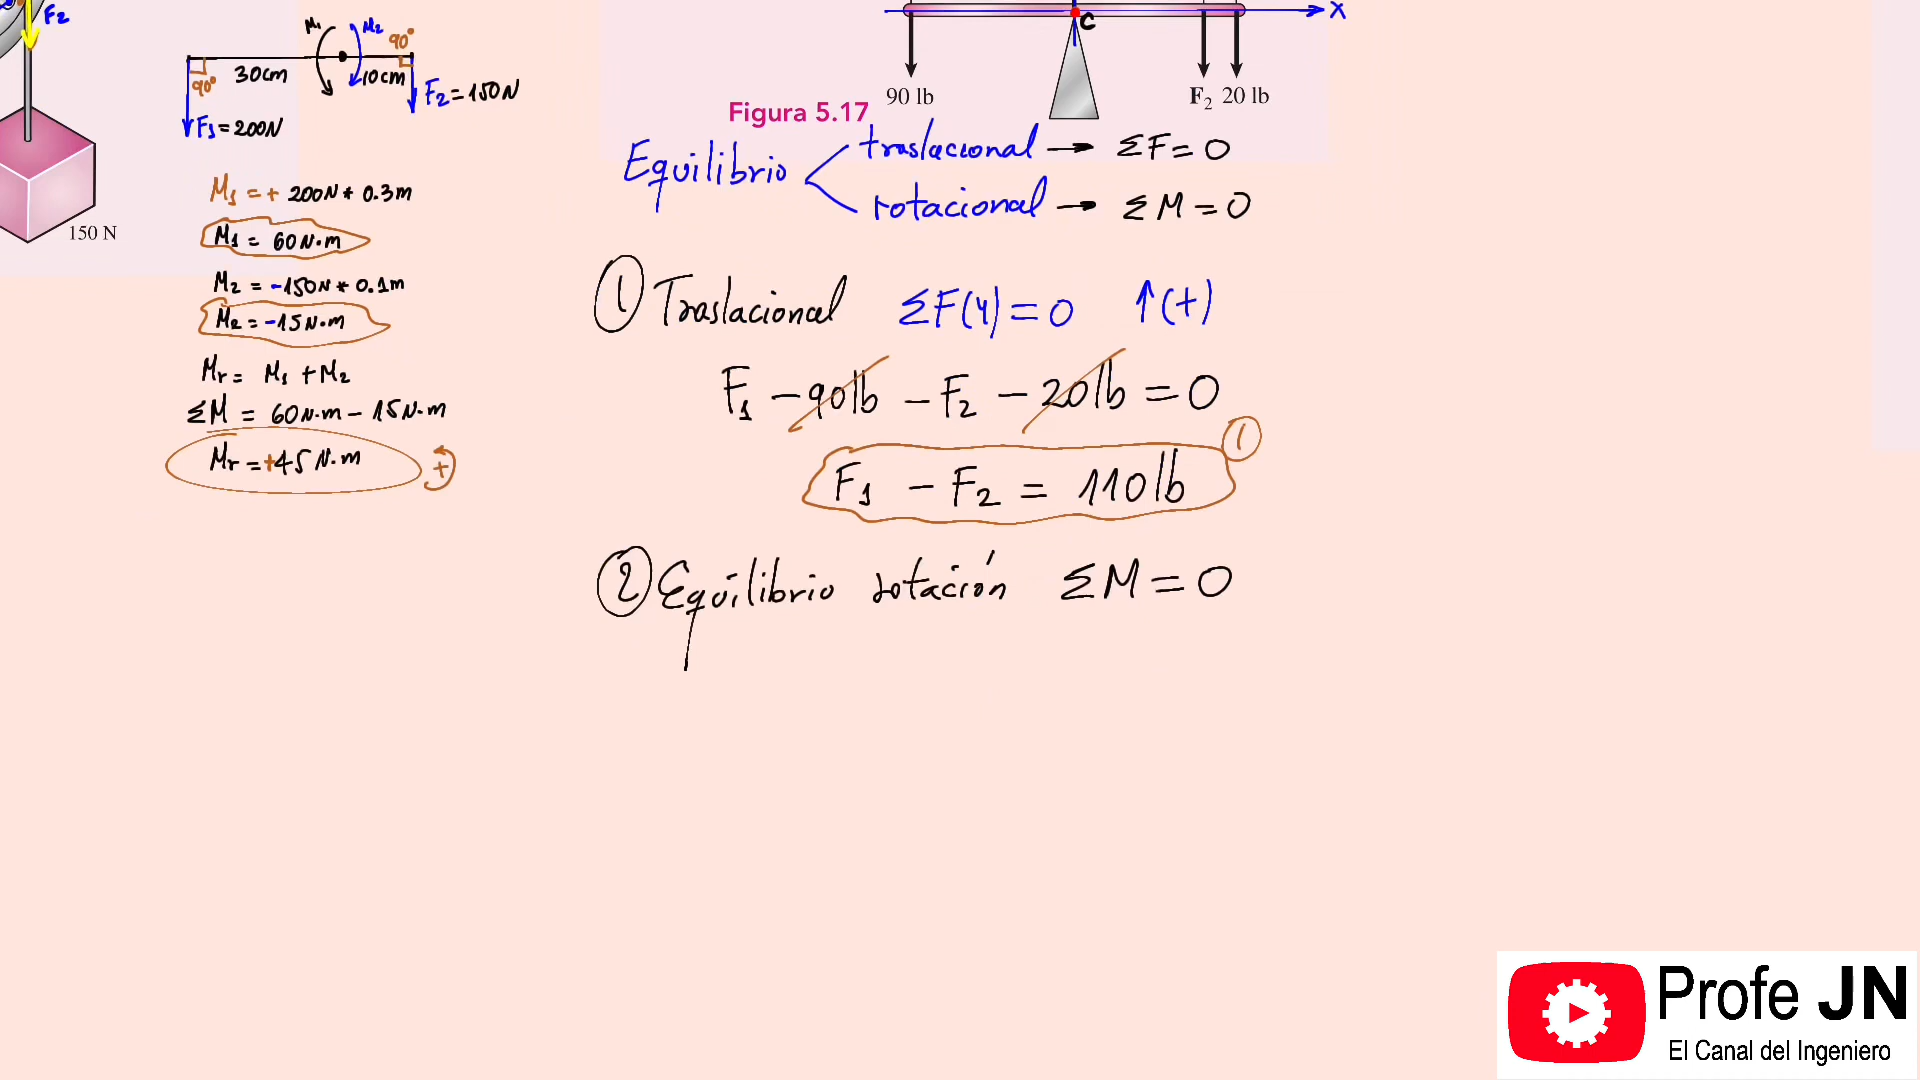 F2
M1 M2 90°
90° 30cm 10cm
F2 = 150N
F1 = 200N
M1 = + 200N * 0.3m
M1 = 60N.m
M2 = -150N * 0.1m
M2 = -15N.m
Mr = M1 + M2
ΣM = 60N.m - 15N.m
Mr = +45N.m +
150 N
x
C
90 lb F2 20 lb
Figura 5.17
Equilibrio
traslacional → ΣF = 0
rotacional → ΣM = 0
1 Traslacional ΣF(y) = 0 ↑(+)
F1 - 90lb - F2 - 20lb = 0
F1 - F2 = 110lb 1
2 Equilibrio rotación ΣM = 0
Profe JN
El Canal del Ingeniero